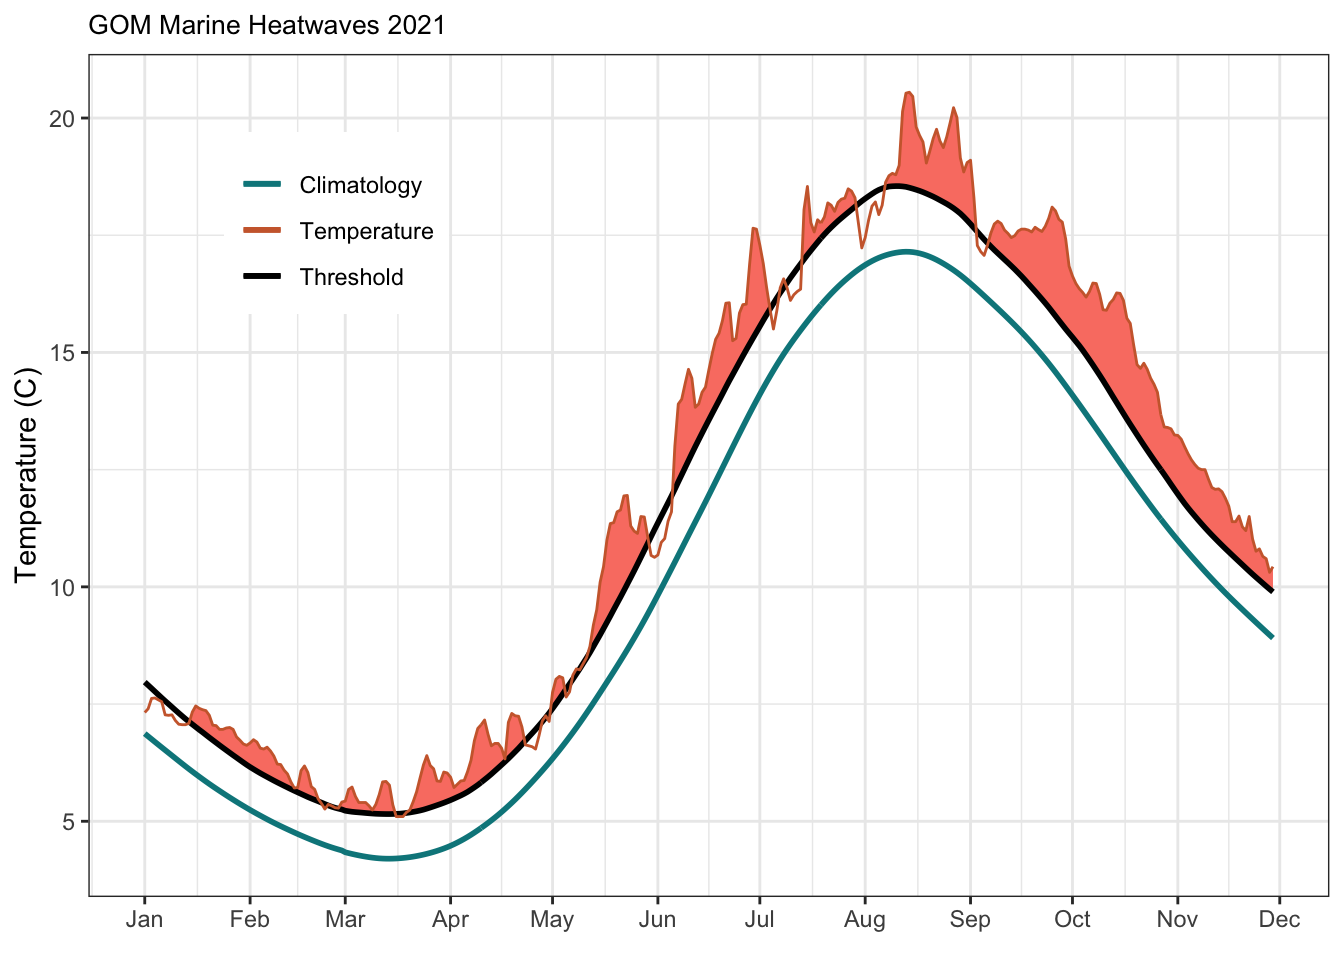 GOM Marine Heatwaves 2021
Temperature (C)
20
15
10
5
Climatology
Temperature
Threshold
Jan Feb Mar Apr May Jun Jul Aug Sep Oct Nov Dec